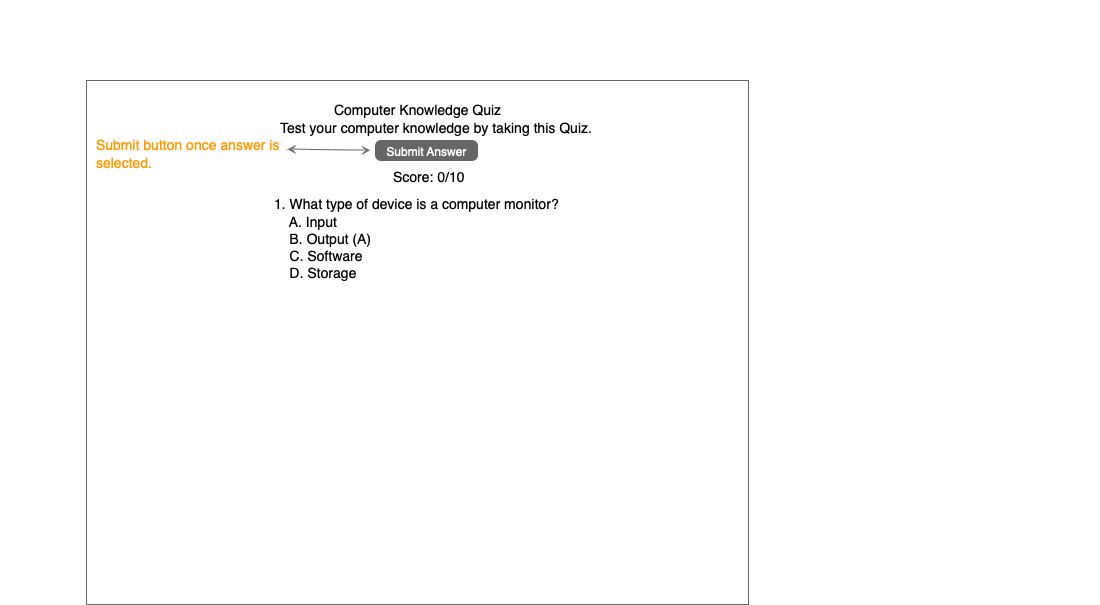 Computer Knowledge Quiz
Test your computer knowledge by taking this Quiz.
Submit button once answer is
selected.
Submit Answer
Score: 0/10
1. What type of device is a computer monitor?
A. Input
B. Output (A)
C. Software
D. Storage